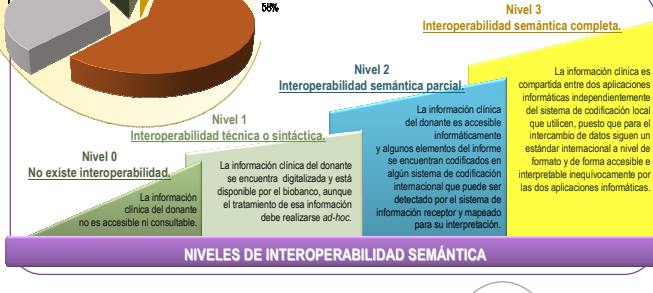 58%
Nivel 3
Interoperabilidad semántica completa.
La información clínica es
compartida entre dos aplicaciones
informáticas independientemente
del sistema de codificación local
que utilicen, puesto que para el
intercambio de datos siguen un
estándar internacional a nivel de
formato y de forma accesible e
interpretable inequívocamente por
las dos aplicaciones informáticas.
Nivel 2
Interoperabilidad semántica parcial.
La información clínica
del donante es accesible
informáticamente
y algunos elementos del informe
se encuentran codificados en
algún sistema de codificación
internacional que puede ser
detectado por el sistema de
información receptor y mapeado
para su interpretación.
Nivel 1
Interoperabilidad técnica o sintáctica.
La información clínica del donante
se encuentra digitalizada y está
disponible por el biobanco, aunque
el tratamiento de esa información
debe realizarse ad-hoc.
Nivel 0
No existe interoperabilidad.
La información
clínica del donante
no es accesible ni consultable.
NIVELES DE INTEROPERABILIDAD SEMÁNTICA